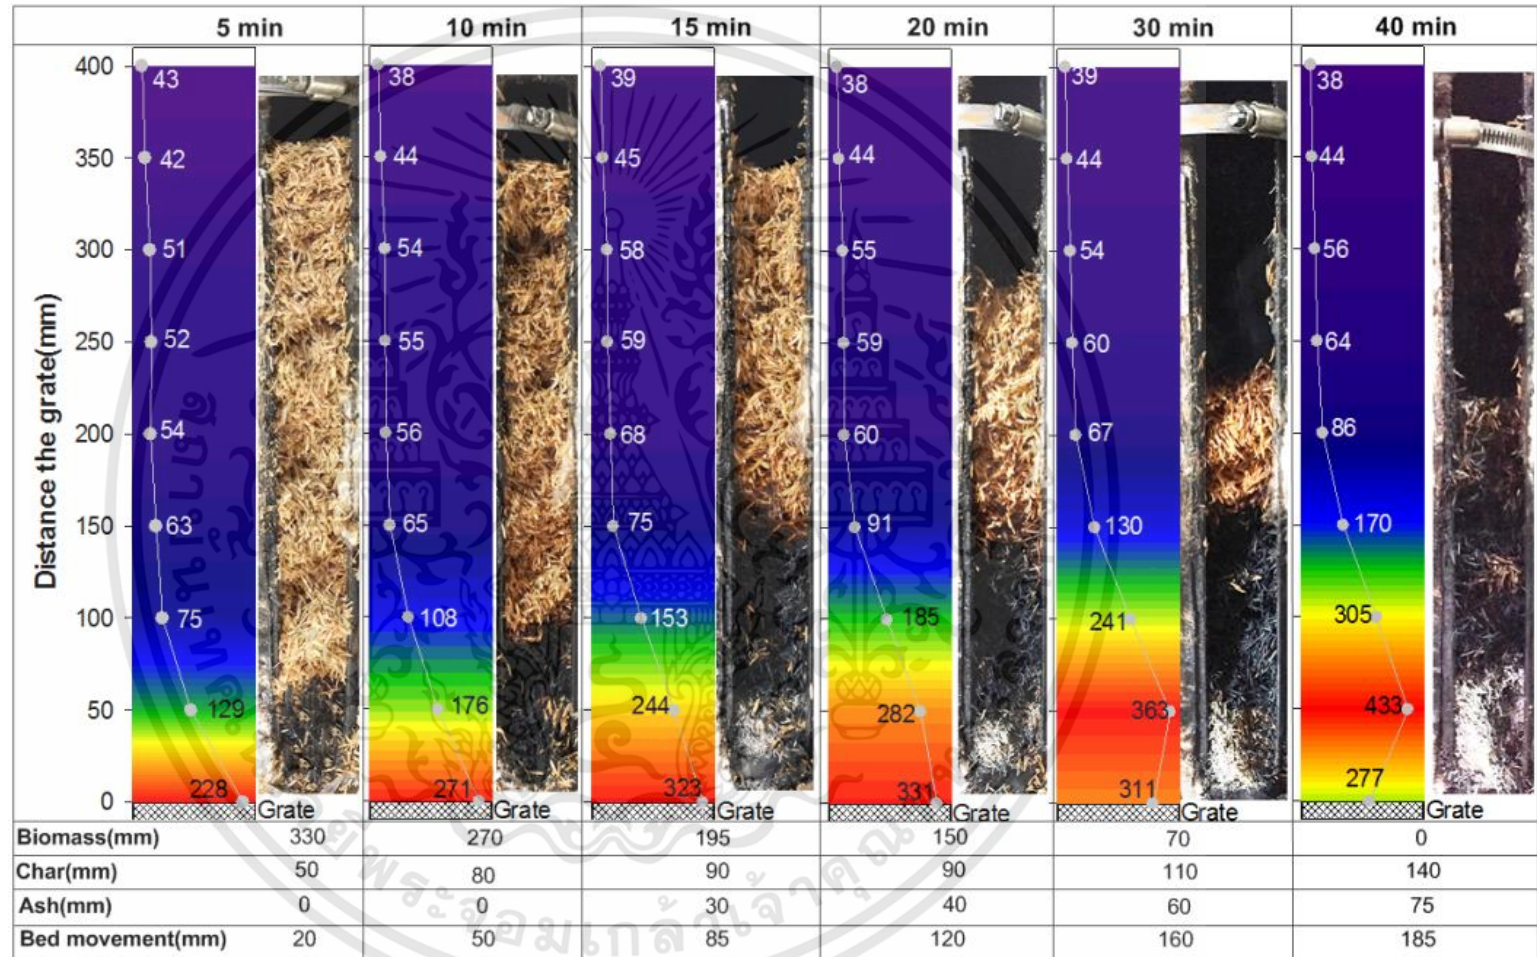 5 min 10 min 15 min 20 min 30 min 40 min
Distance the grate(mm)
400 43 38 39 38 39 38
350 42 44 45 44 44 44
300 51 54 58 55 54 56
250 52 55 59 59 60 64
200 54 56 68 60 67 86
150 63 65 75 91 130 170
100 75 108 153 185 241 305
50 129 176 244 282 363 433
0 228 271 323 331 311 277
Grate Grate Grate Grate Grate Grate
Biomass(mm) 330 270 195 150 70 0
Char(mm) 50 80 90 90 110 140
Ash(mm) 0 0 30 40 60 75
Bed movement(mm) 20 50 85 120 160 185